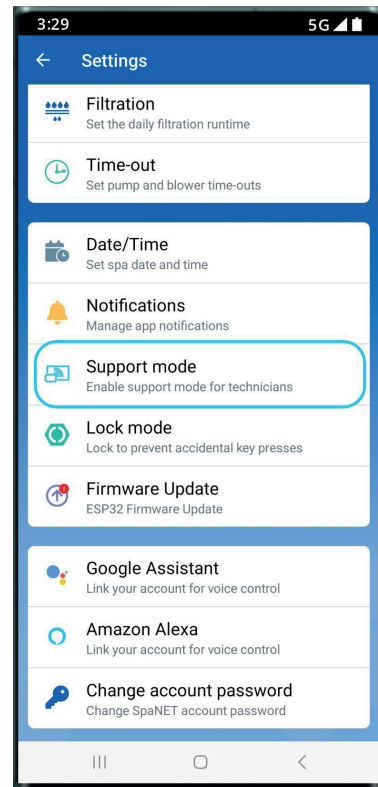 3:29 5G
Settings
Filtration
Set the daily filtration runtime
Time-out
Set pump and blower time-outs
Date/Time
Set spa date and time
Notifications
Manage app notifications
Support mode
Enable support mode for technicians
Lock mode
Lock to prevent accidental key presses
Firmware Update
ESP32 Firmware Update
Google Assistant
Link your account for voice control
Amazon Alexa
Link your account for voice control
Change account password
Change SpaNET account password